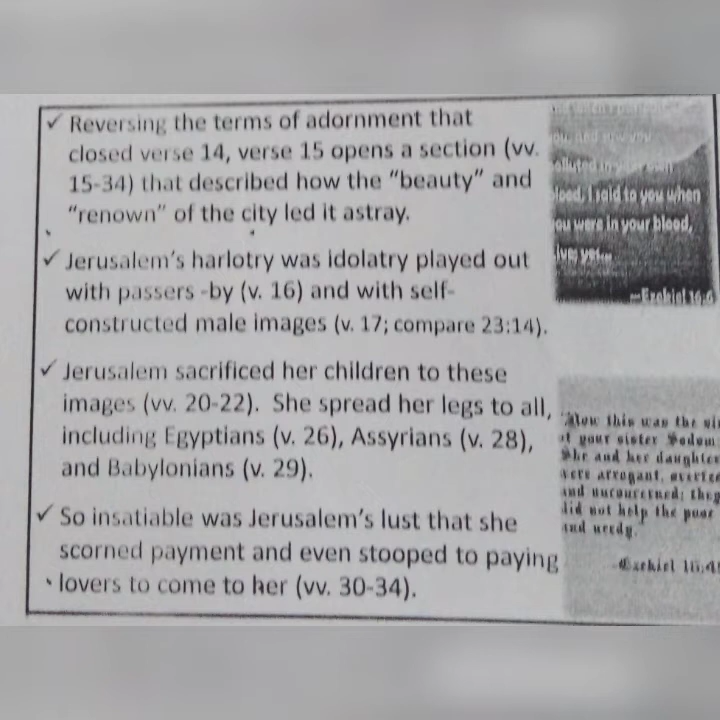 ✓ Reversing the terms of adornment that
closed verse 14, verse 15 opens a section (vv.
15-34) that described how the "beauty" and
"renown" of the city led it astray.
✓ Jerusalem's harlotry was idolatry played out
with passers -by (v. 16) and with self-
constructed male images (v. 17; compare 23:14).
✓ Jerusalem sacrificed her children to these
images (vv. 20-22). She spread her legs to all,
including Egyptians (v. 26), Assyrians (v. 28),
and Babylonians (v. 29).
✓ So insatiable was Jerusalem's lust that she
scorned payment and even stooped to paying
lovers to come to her (vv. 30-34).
I said to you when
were in your blood,
—Ezekiel 16:6
"Now this was the
your sister Sodom
She and her
arrogant,
and unconcerned; they
did not help the poor
and needy.
-Ezekiel 16:4